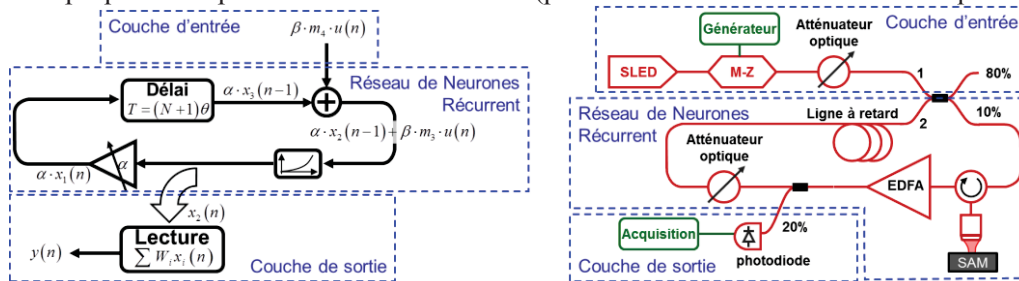 Couche d'entrée
β·m₄·u(n)
Délai
T=(N+1)θ
α·x₃(n−1)
Réseau de Neurones
Récurrent
α·x₂(n−1)+β·m₃·u(n)
α
α·x₁(n)
x₂(n)
Lecture
∑Wᵢxᵢ(n)
y(n)
Couche de sortie
Couche d'entrée
Générateur
Atténuateur
optique
SLED
M-Z
1
80%
Réseau de Neurones
Récurrent
Ligne à retard
2
10%
Atténuateur
optique
EDFA
20%
Acquisition
photodiode
Couche de sortie
SAM